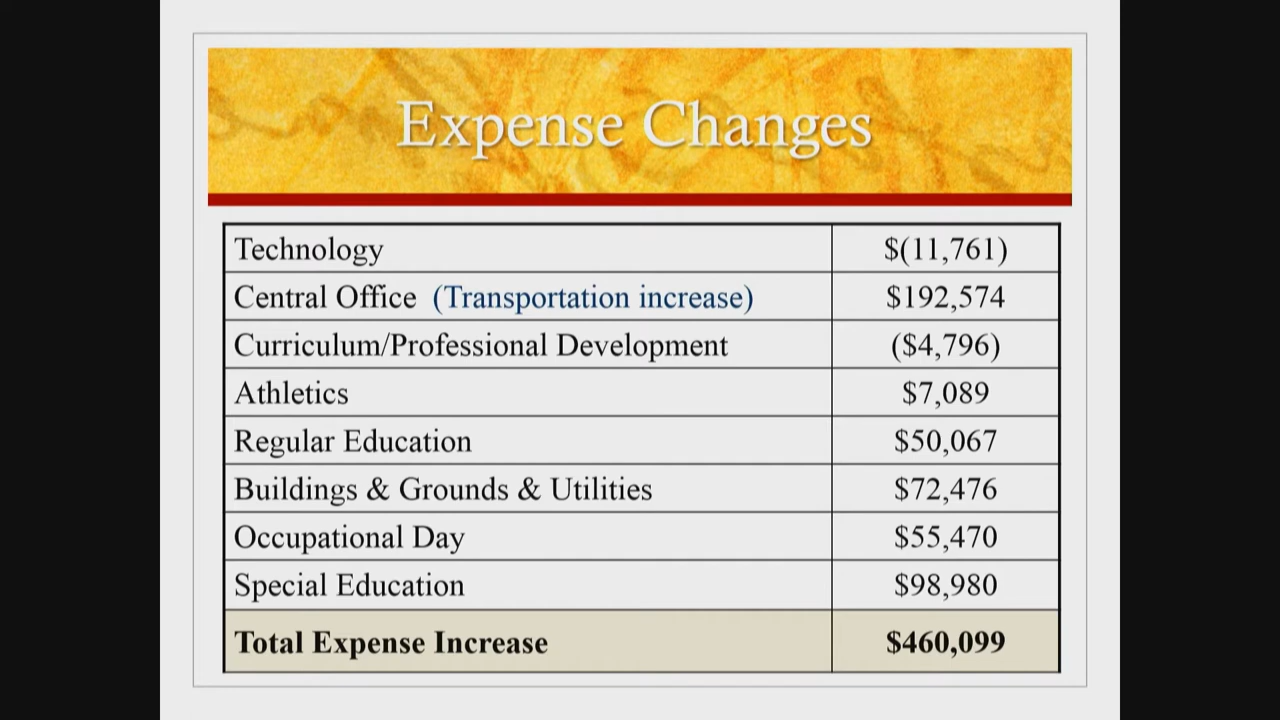 Expense Changes
Technology $(11,761)
Central Office (Transportation increase) $192,574
Curriculum/Professional Development ($4,796)
Athletics $7,089
Regular Education $50,067
Buildings & Grounds & Utilities $72,476
Occupational Day $55,470
Special Education $98,980
Total Expense Increase $460,099